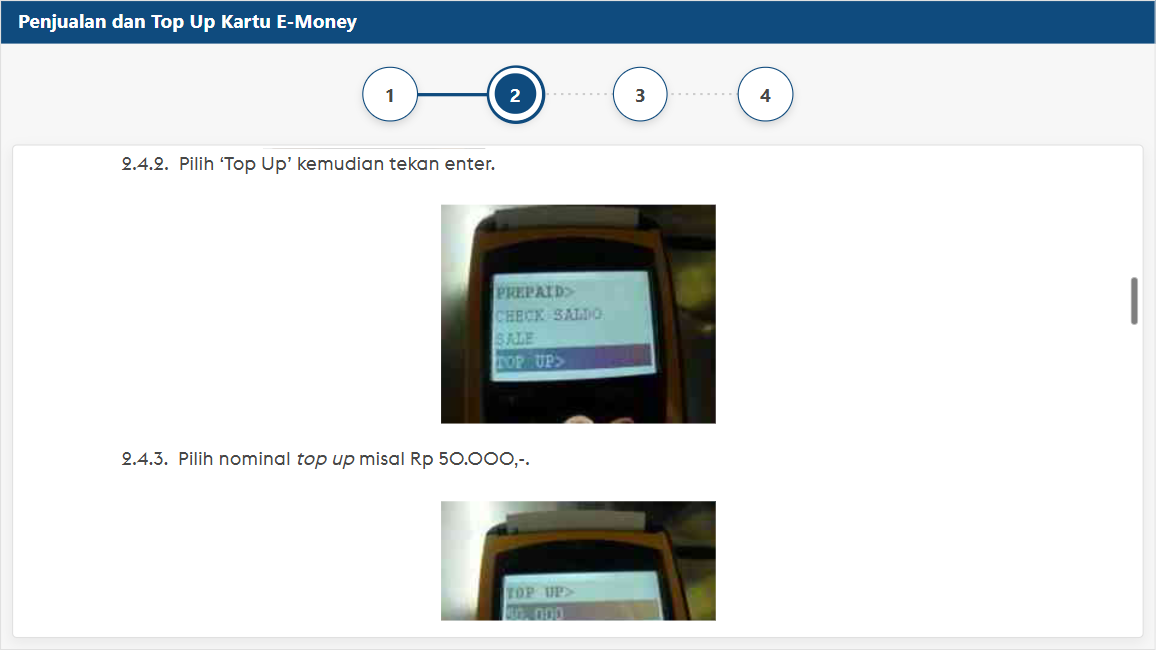 Penjualan dan Top Up Kartu E-Money
1
2
3
4
2.4.2. Pilih ‘Top Up’ kemudian tekan enter.
PREPAID>
CHECK SALDO
SALE
TOP UP>
2.4.3. Pilih nominal top up misal Rp 50.000,-.
TOP UP>
50.000